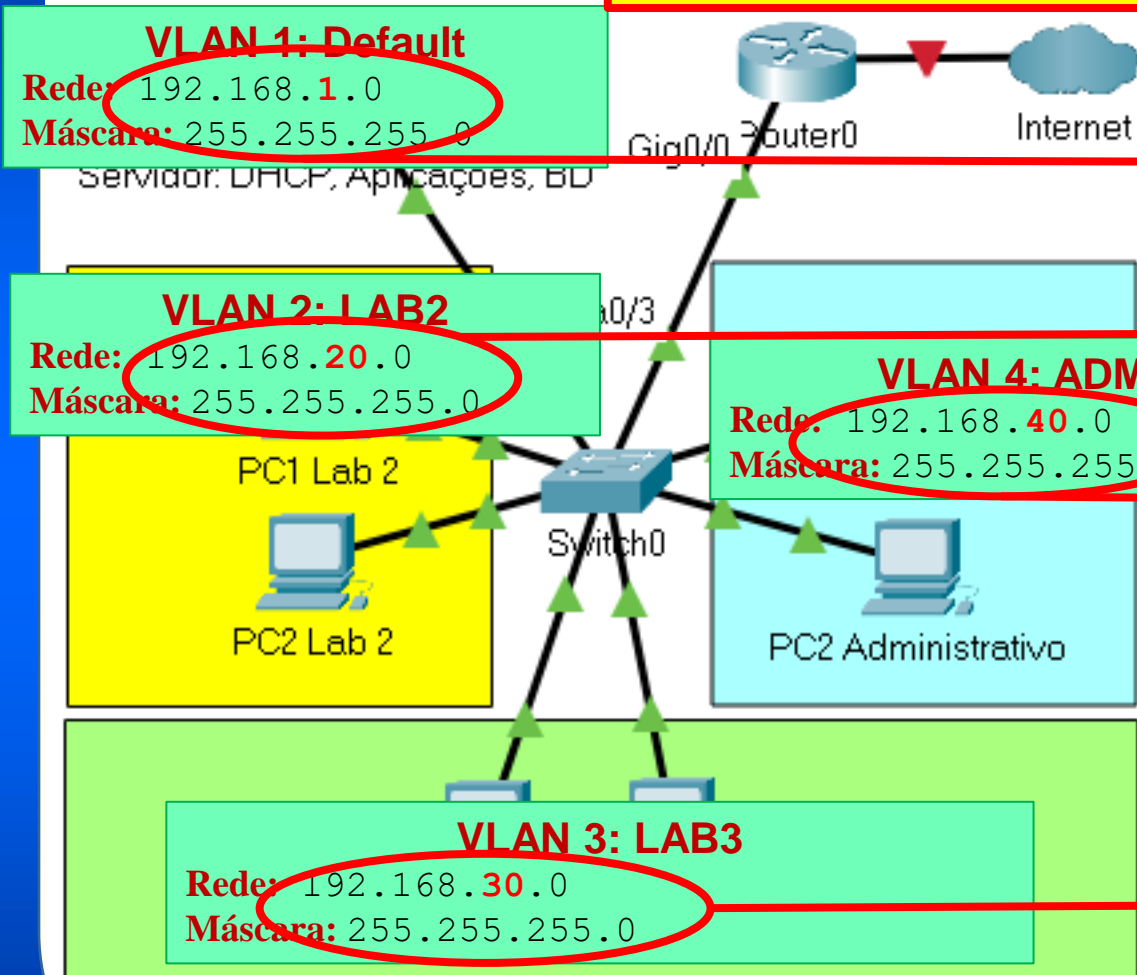 VLAN 1: Default
Rede: 192.168.1.0
Máscara: 255.255.255.0
Router0
Internet
Gig0/0
Servidor: DHCP, Aplicações, BD
VLAN 2: LAB2
Rede: 192.168.20.0
Máscara: 255.255.255.0
a0/3
VLAN 4: ADM
Rede: 192.168.40.0
Máscara: 255.255.255
PC1 Lab 2
Switch0
PC2 Lab 2
PC2 Administrativo
VLAN 3: LAB3
Rede: 192.168.30.0
Máscara: 255.255.255.0